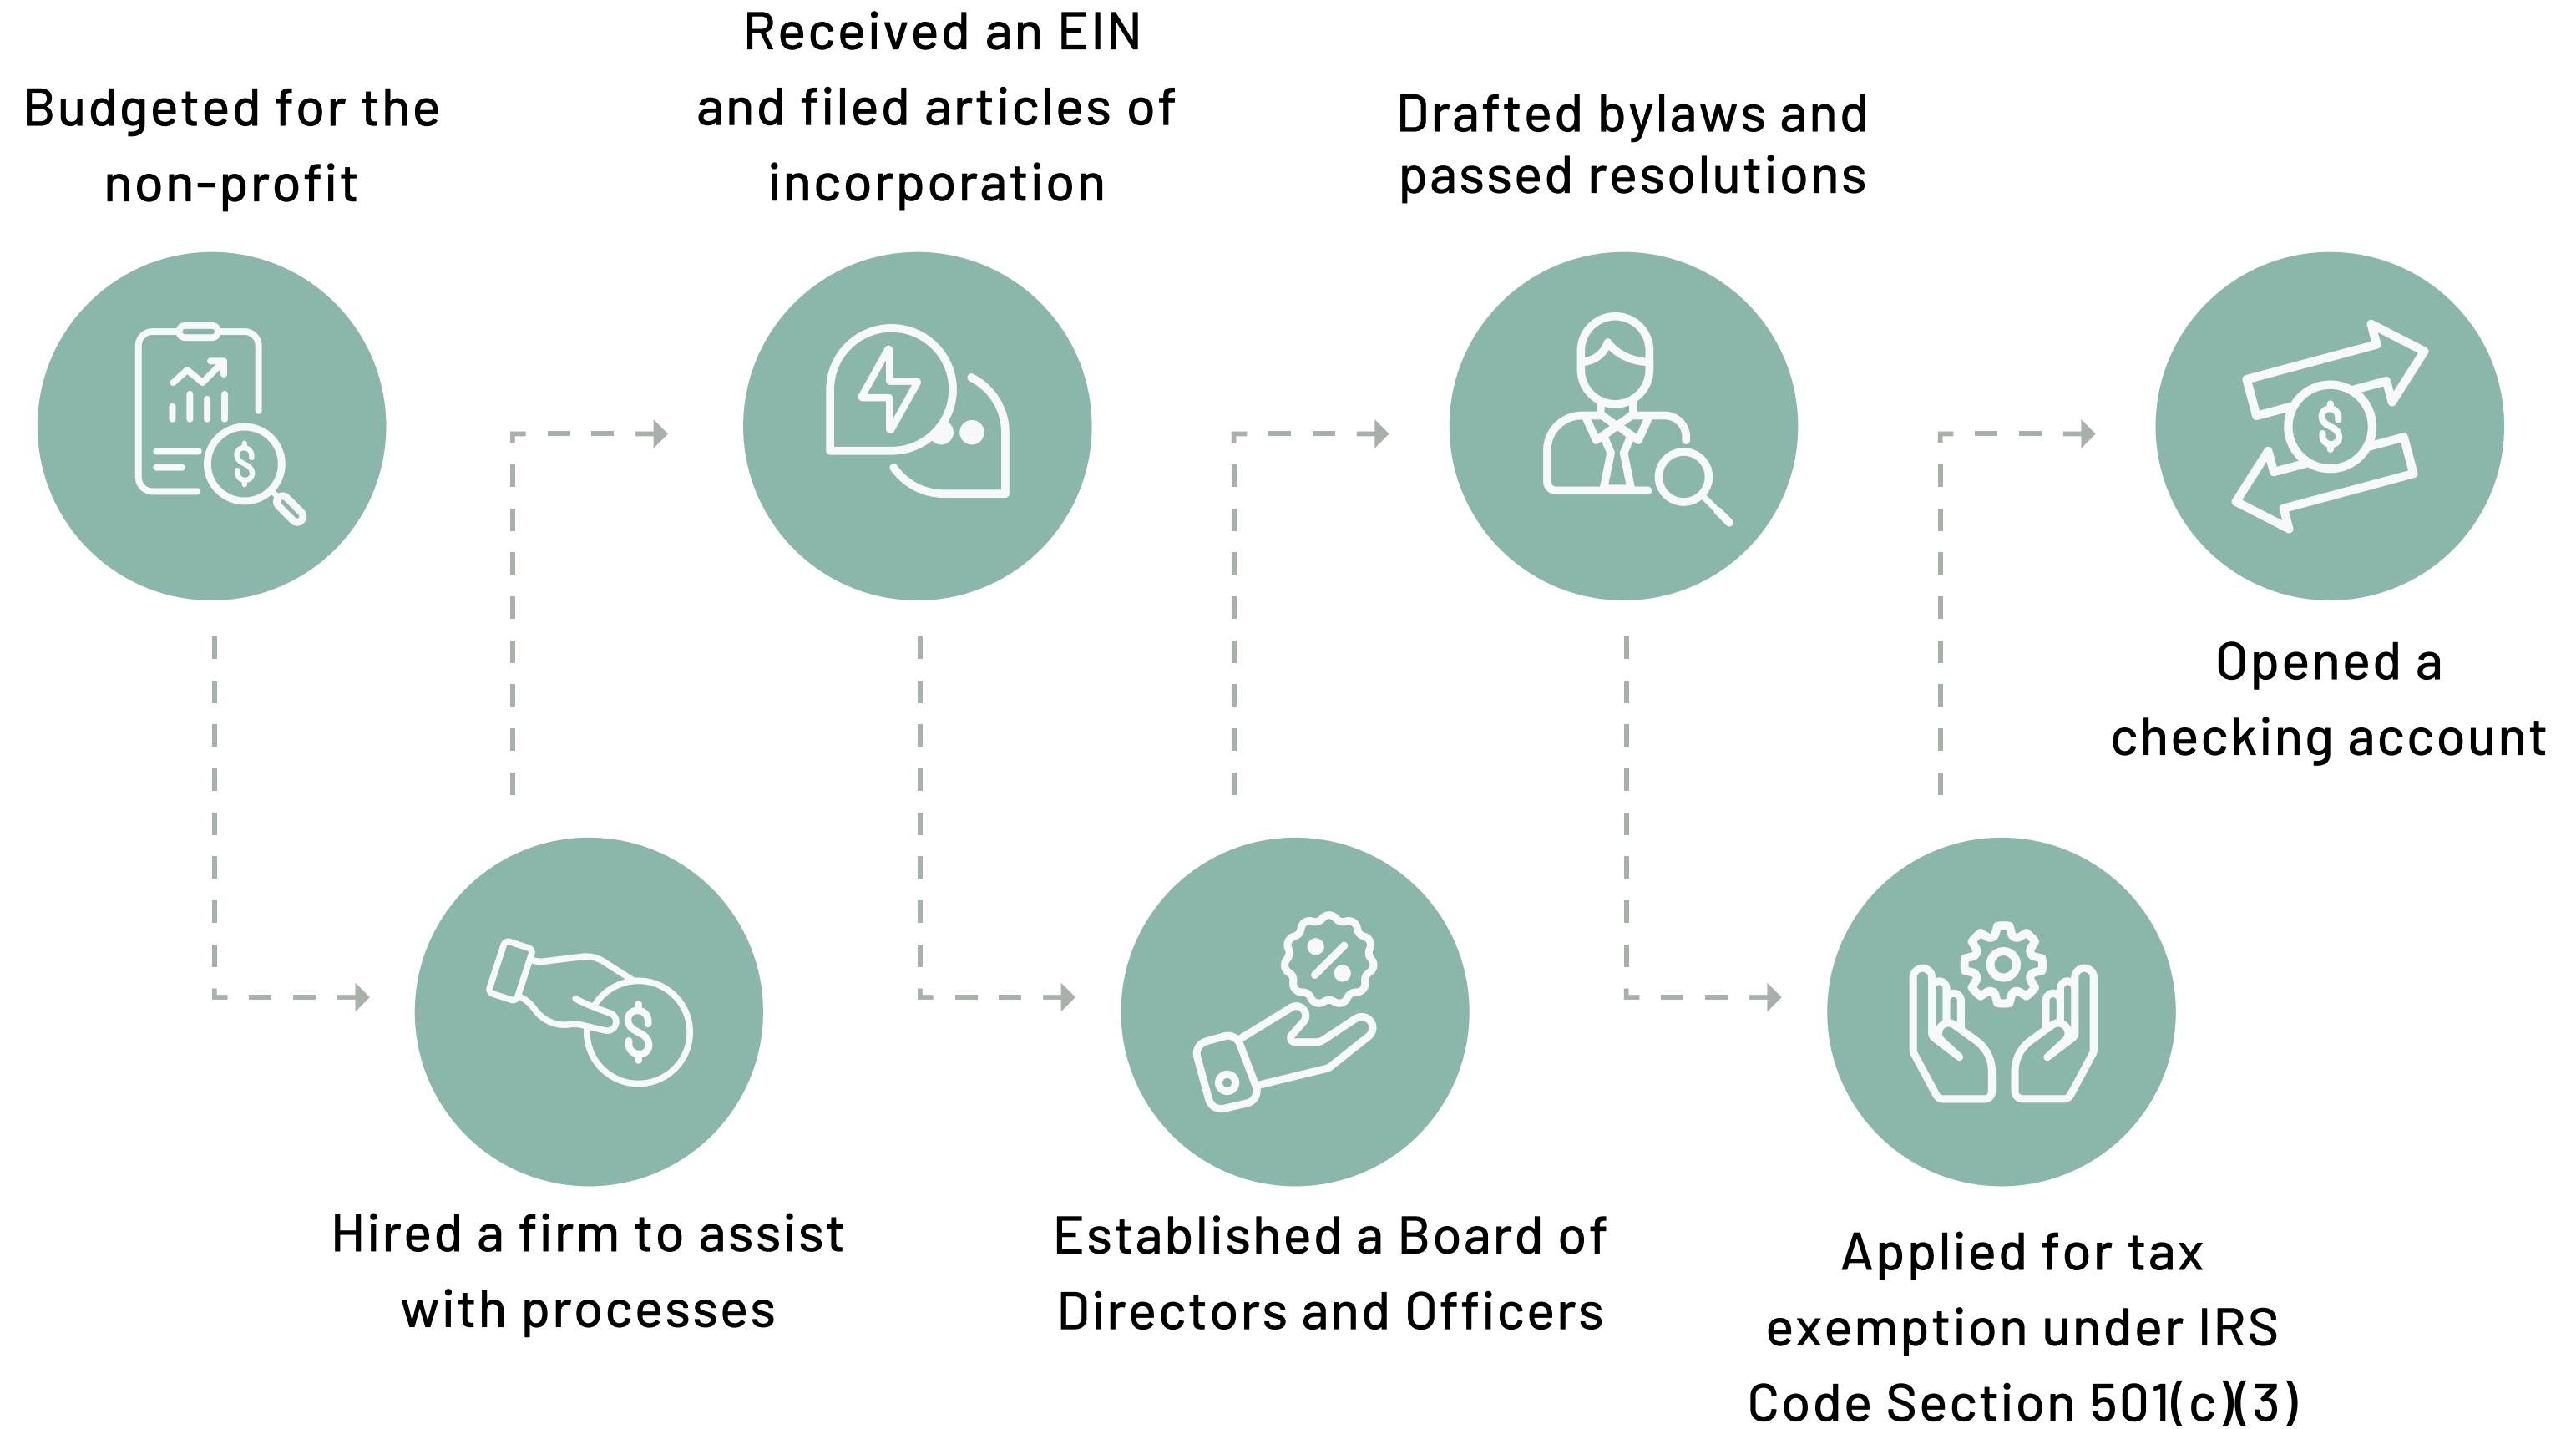 Budgeted for the
non-profit
Hired a firm to assist
with processes
Received an EIN
and filed articles of
incorporation
Established a Board of
Directors and Officers
Drafted bylaws and
passed resolutions
Applied for tax
exemption under IRS
Code Section 501(c)(3)
Opened a
checking account